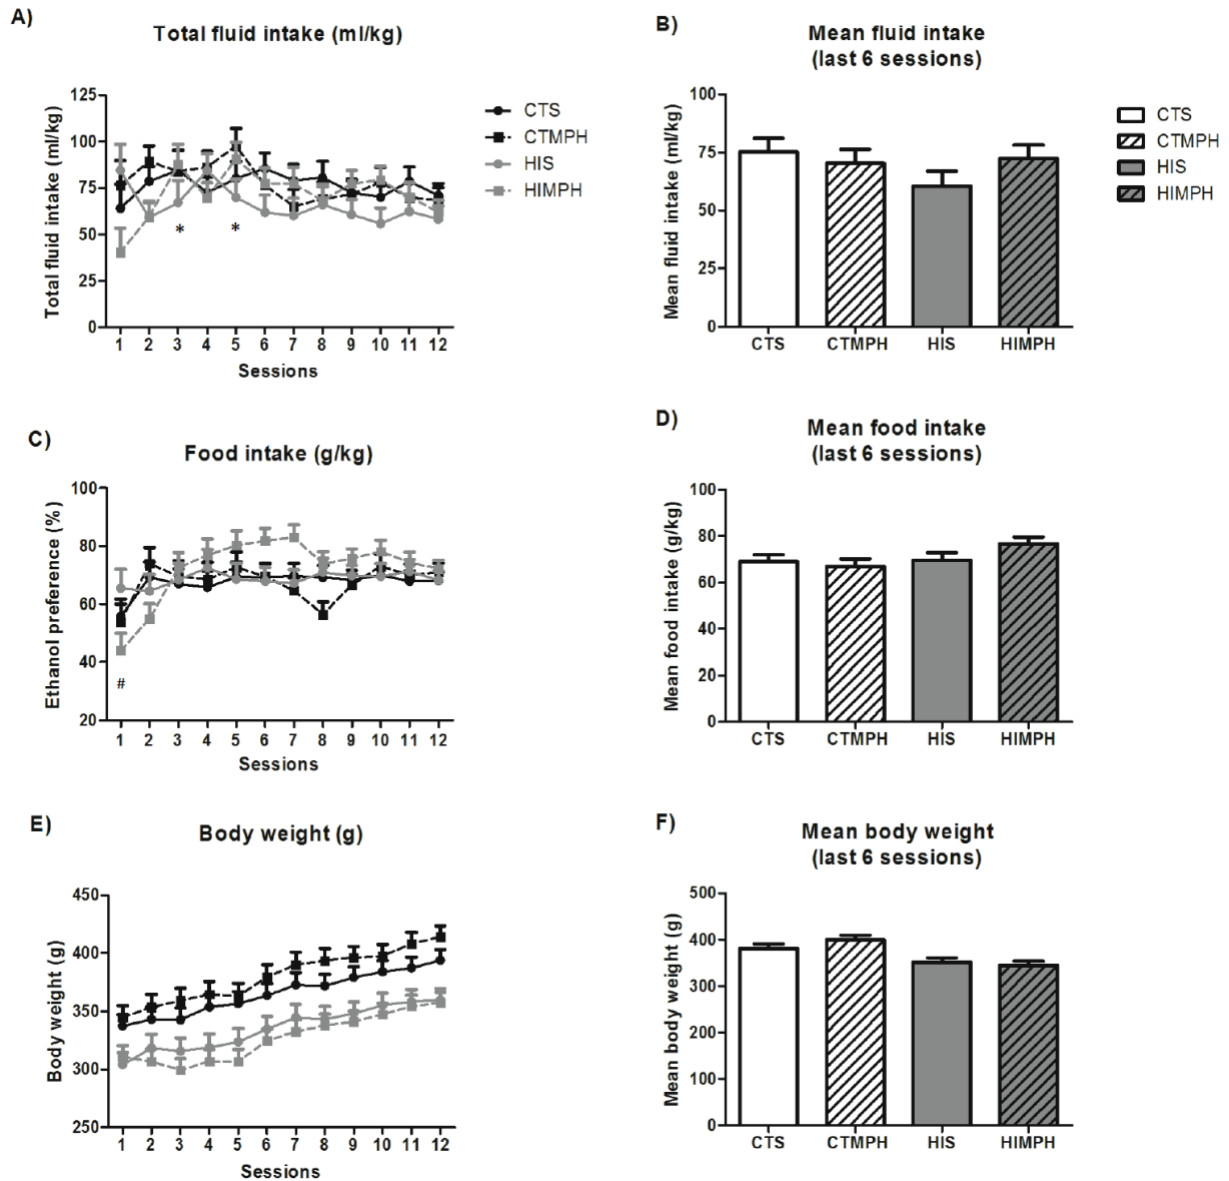 A)
Total fluid intake (ml/kg)
Total fluid intake (ml/kg)
125
100
75
50
25
0
* *
1 2 3 4 5 6 7 8 9 10 11 12
Sessions
CTS
CTMPH
HIS
HIMPH
B)
Mean fluid intake
(last 6 sessions)
Mean fluid intake (ml/kg)
100
75
50
25
0
CTS CTMPH HIS HIMPH
CTS
CTMPH
HIS
HIMPH
C)
Food intake (g/kg)
Ethanol preference (%)
100
80
60
40
20
#
1 2 3 4 5 6 7 8 9 10 11 12
Sessions
D)
Mean food intake
(last 6 sessions)
Mean food intake (g/kg)
100
80
60
40
20
0
CTS CTMPH HIS HIMPH
E)
Body weight (g)
Body weight (g)
450
400
350
300
250
1 2 3 4 5 6 7 8 9 10 11 12
Sessions
F)
Mean body weight
(last 6 sessions)
Mean body weight (g)
500
400
300
200
100
0
CTS CTMPH HIS HIMPH